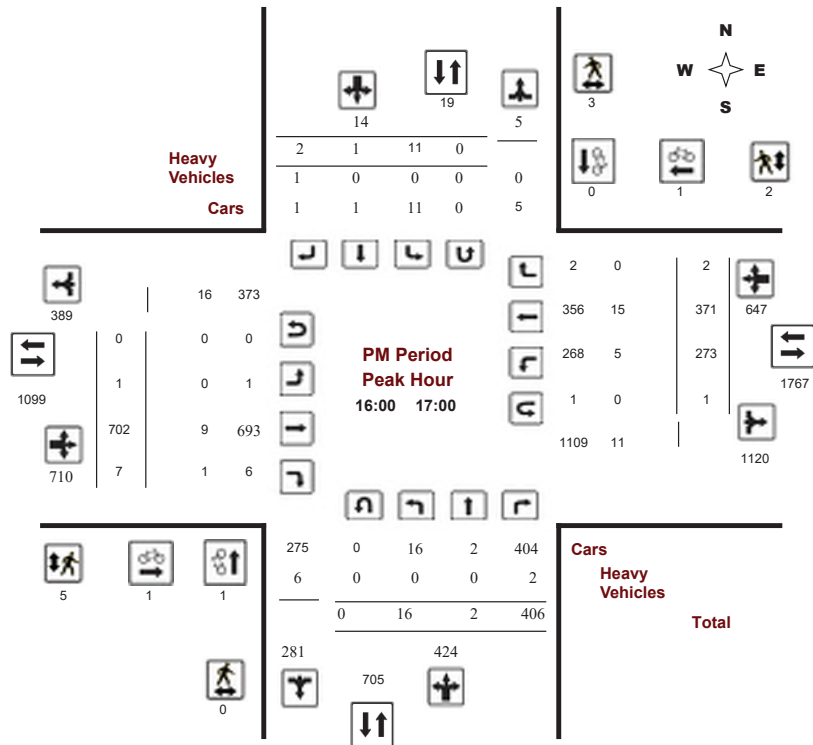 N
W E
S
19
3
14 5
2 1 11 0
Heavy
Vehicles
1 0 0 0 0
Cars
1 1 11 0 5
0 1 2
2 0 2
16 373
389
356 15 371 647
0 0 0
PM Period
Peak Hour
16:00 17:00
268 5 273
1 0 1
1099
1767
1 0 1
702 9 693
1109 11
710
7 1 6
1120
275 0 16 2 404
Cars
6 0 0 0 2
Heavy
Vehicles
5 1 1
0 16 2 406
Total
281 424
705
0